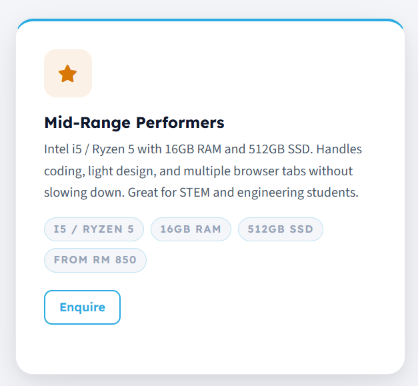 Mid-Range Performers
Intel i5 / Ryzen 5 with 16GB RAM and 512GB SSD. Handles
coding, light design, and multiple browser tabs without
slowing down. Great for STEM and engineering students.
I5 / RYZEN 5 16GB RAM 512GB SSD
FROM RM 850
Enquire